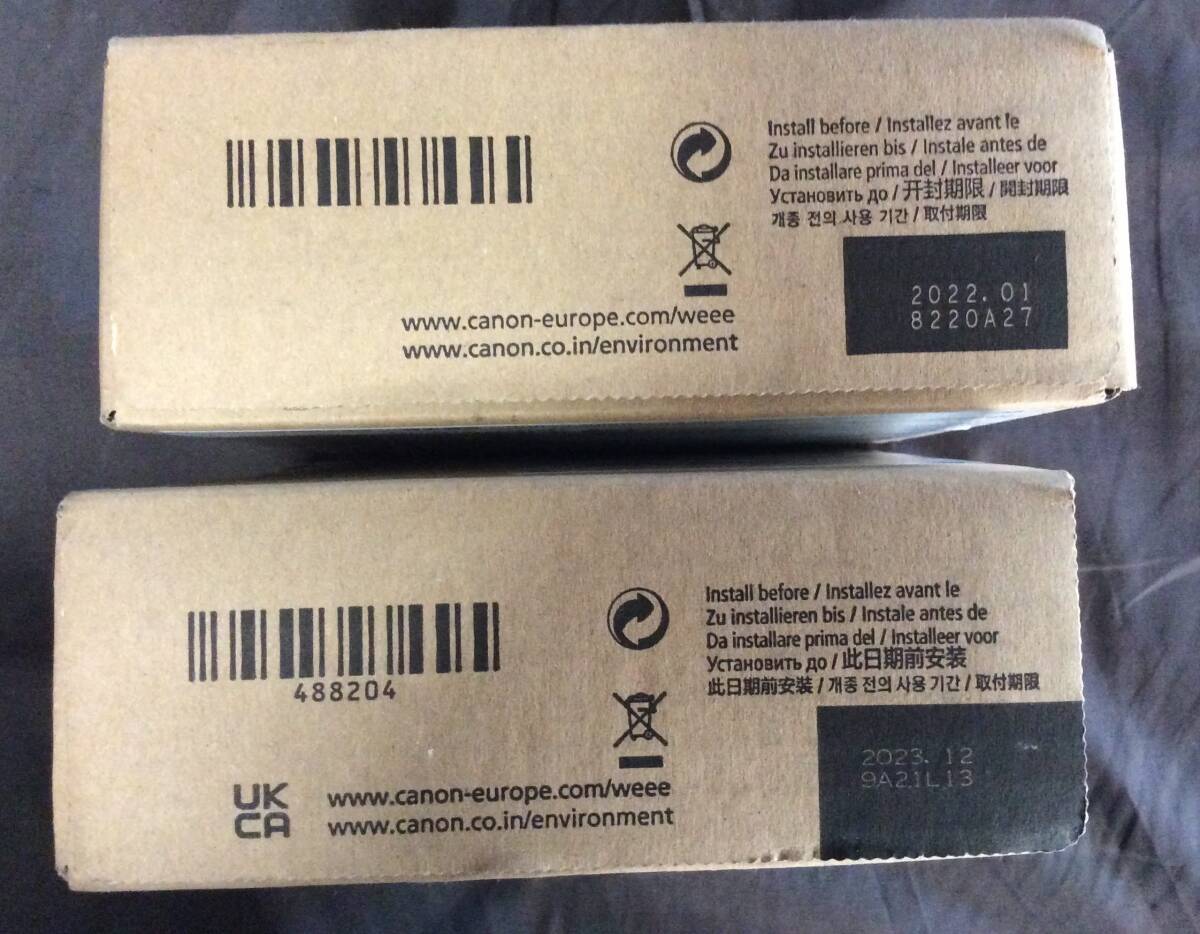 Install before / Installez avant le
Zu installieren bis / Instale antes de
Da installare prima del / Installeer voor
Установить до / 开封期限 / 開封期限
개봉 전의 사용 기간 / 取付期限
2022. 01
8220A27
www.canon-europe.com/weee
www.canon.co.in/environment
Install before / Installez avant le
Zu installieren bis / Instale antes de
Da installare prima del / Installeer voor
Установить до / 此日期前安装
此日期前安裝 / 개봉 전의 사용 기간 / 取付期限
488204
2023. 12
9A21L13
UK
CA
www.canon-europe.com/weee
www.canon.co.in/environment